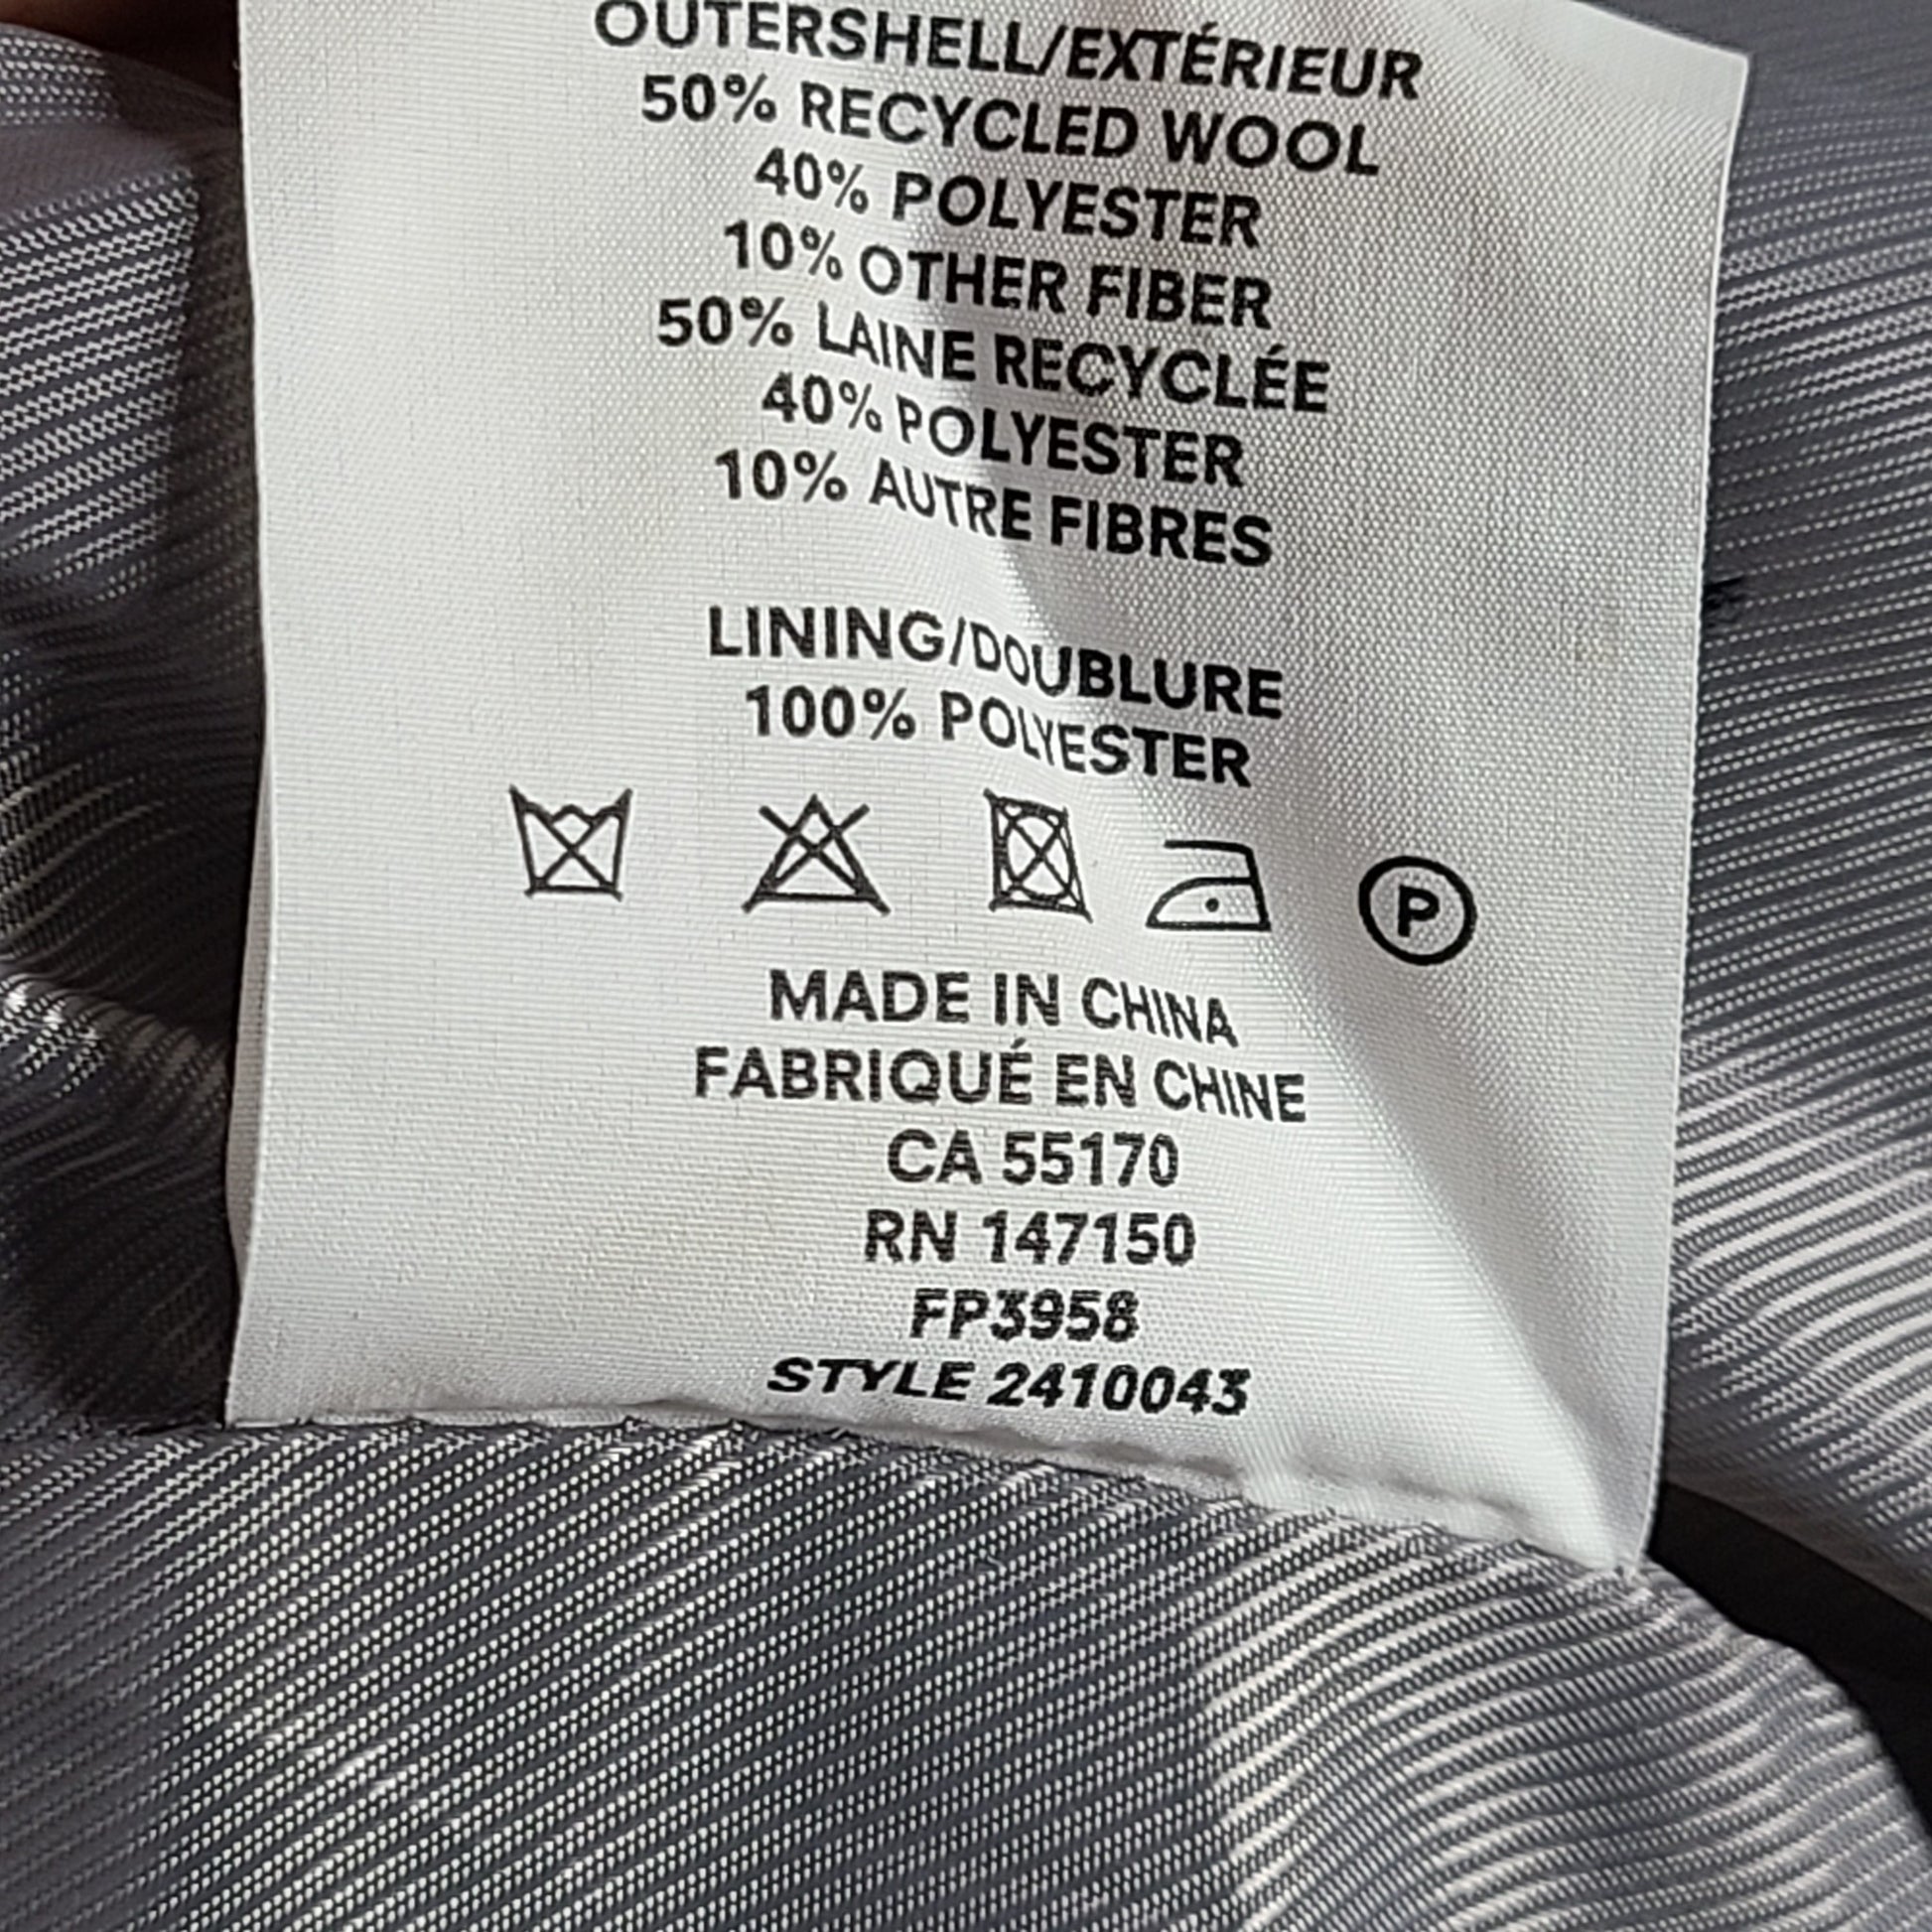 OUTERSHELL/EXTÉRIEUR
50% RECYCLED WOOL
40% POLYESTER
10% OTHER FIBER
50% LAINE RECYCLÉE
40% POLYESTER
10% AUTRE FIBRES
LINING/DOUBLURE
100% POLYESTER
P
MADE IN CHINA
FABRIQUÉ EN CHINE
CA 55170
RN 147150
FP3958
STYLE 2410043